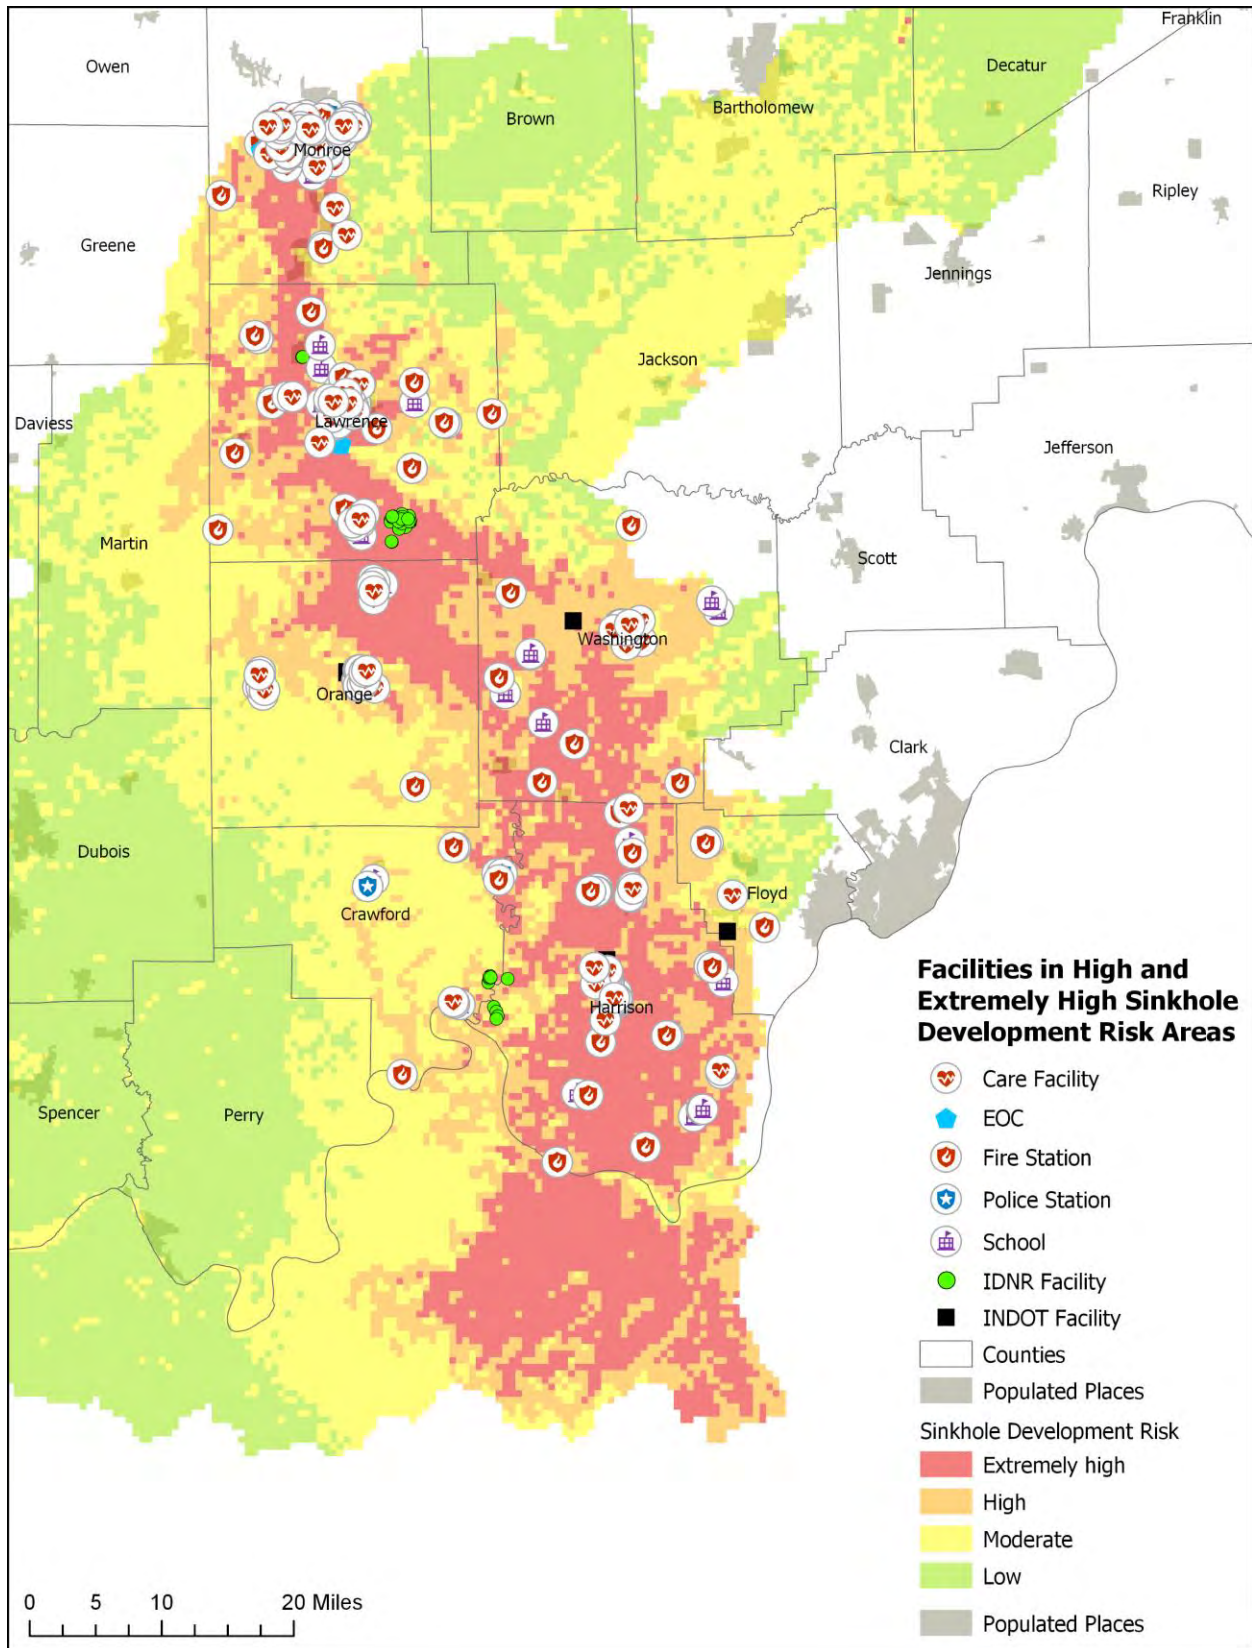 Franklin
Owen
Decatur
Bartholomew
Brown
Monroe
Ripley
Greene
Jennings
Jackson
Lawrence
Daviess
Jefferson
Martin
Scott
Washington
Orange
Clark
Dubois
Floyd
Crawford
Harrison
Spencer
Perry
Facilities in High and
Extremely High Sinkhole
Development Risk Areas
Care Facility
EOC
Fire Station
Police Station
School
IDNR Facility
INDOT Facility
Counties
Populated Places
Sinkhole Development Risk
Extremely high
High
Moderate
Low
Populated Places
0 5 10 20 Miles